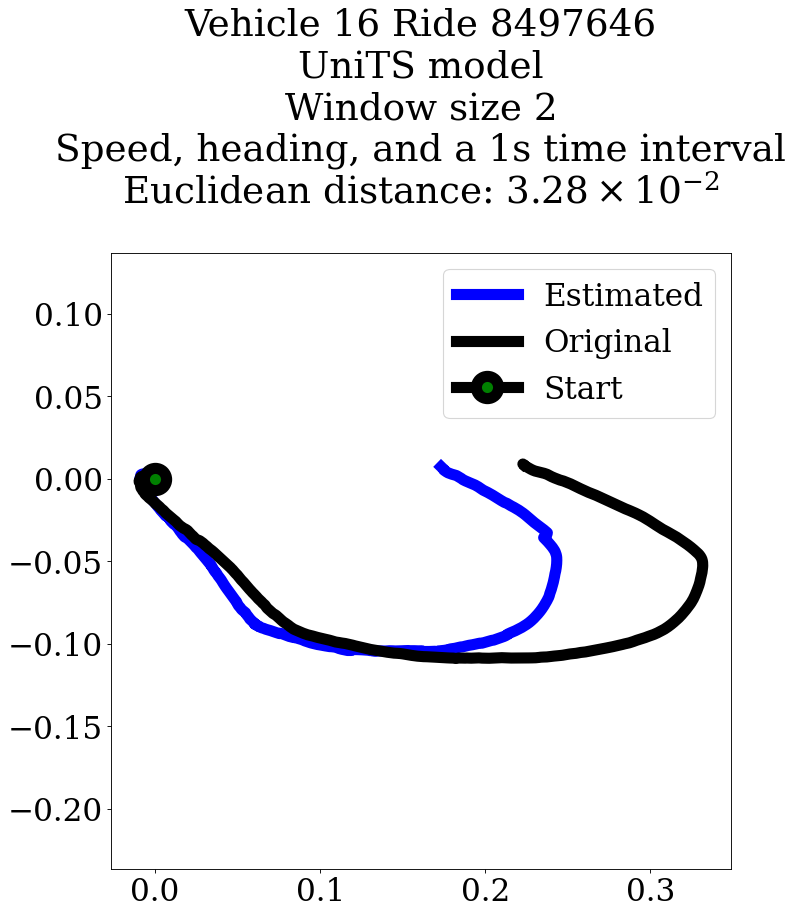 Vehicle 16 Ride 8497646
UniTS model
Window size 2
Speed, heading, and a 1s time interval
Euclidean distance: 3.28 × 10⁻²
Estimated
Original
Start
0.10
0.05
0.00
−0.05
−0.10
−0.15
−0.20
0.0 0.1 0.2 0.3